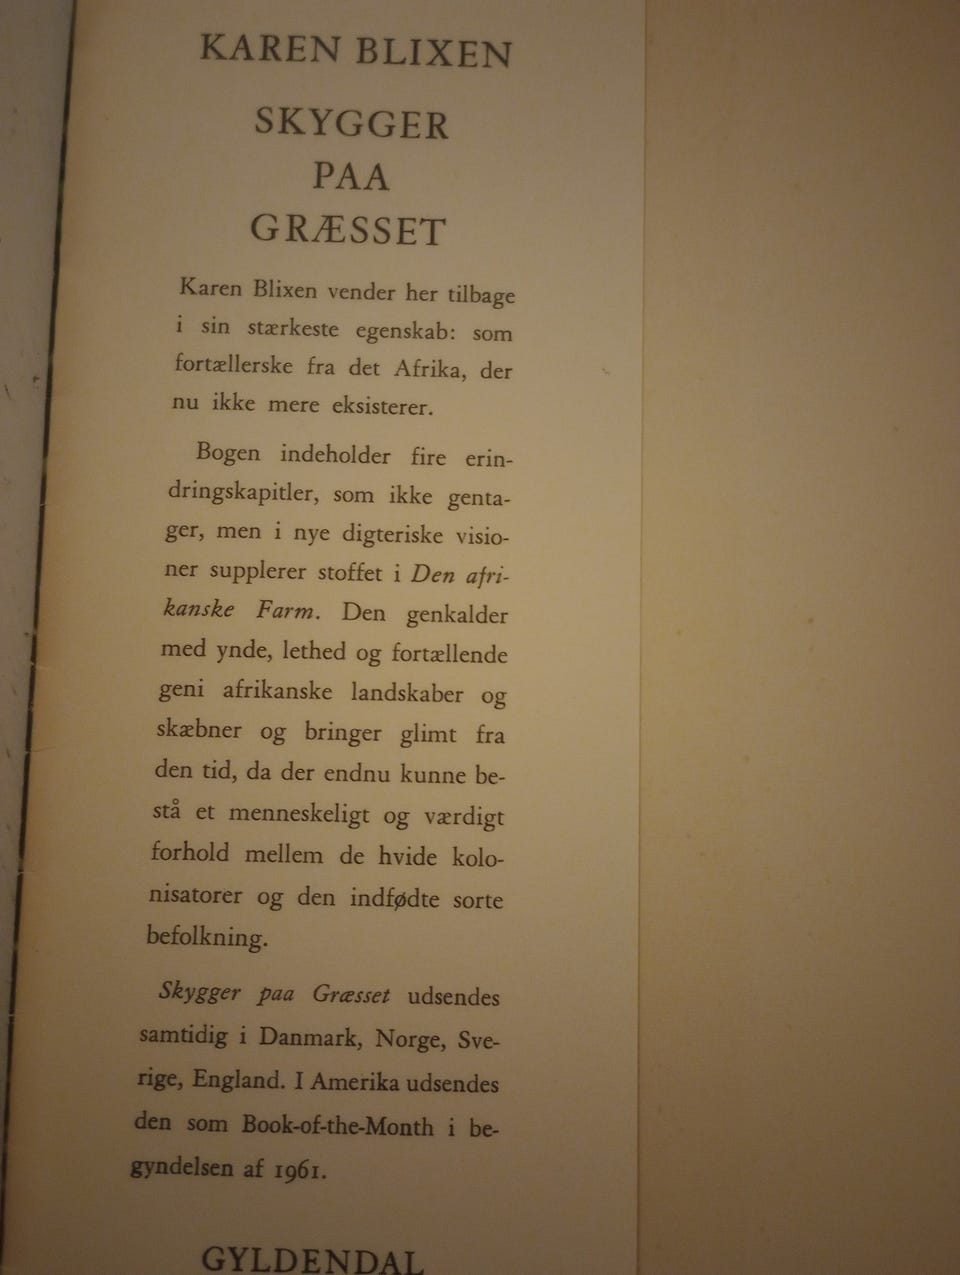 KAREN BLIXEN
SKYGGER
PAA
GRÆSSET
Karen Blixen vender her tilbage
i sin stærkeste egenskab: som
fortællerske fra det Afrika, der
nu ikke mere eksisterer.
Bogen indeholder fire erin-
dringskapitler, som ikke genta-
ger, men i nye digteriske visio-
ner supplerer stoffet i Den afri-
kanske Farm. Den genkalder
med ynde, lethed og fortællende
geni afrikanske landskaber og
skæbner og bringer glimt fra
den tid, da der endnu kunne be-
stå et menneskeligt og værdigt
forhold mellem de hvide kolo-
nisatorer og den indfødte sorte
befolkning.
Skygger paa Græsset udsendes
samtidig i Danmark, Norge, Sve-
rige, England. I Amerika udsendes
den som Book-of-the-Month i be-
gyndelsen af 1961.
GYLDENDAL